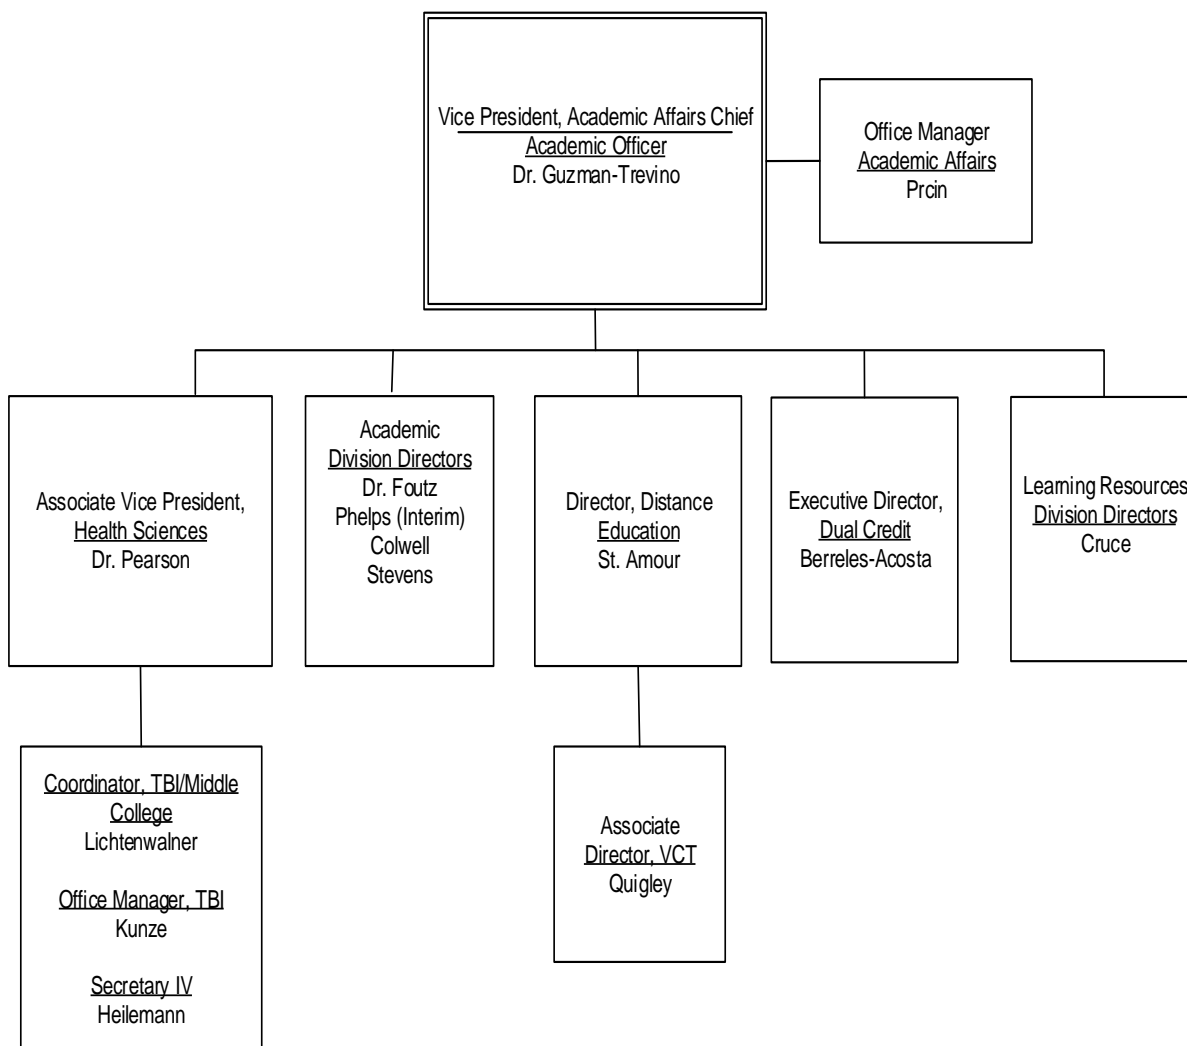 Vice President, Academic Affairs Chief
Academic Officer
Dr. Guzman-Trevino
Office Manager
Academic Affairs
Prcin
Associate Vice President,
Health Sciences
Dr. Pearson
Academic
Division Directors
Dr. Foutz
Phelps (Interim)
Colwell
Stevens
Director, Distance
Education
St. Amour
Executive Director,
Dual Credit
Berreles-Acosta
Learning Resources
Division Directors
Cruce
Coordinator, TBI/Middle
College
Lichtenwalner
Office Manager, TBI
Kunze
Secretary IV
Heilemann
Associate
Director, VCT
Quigley